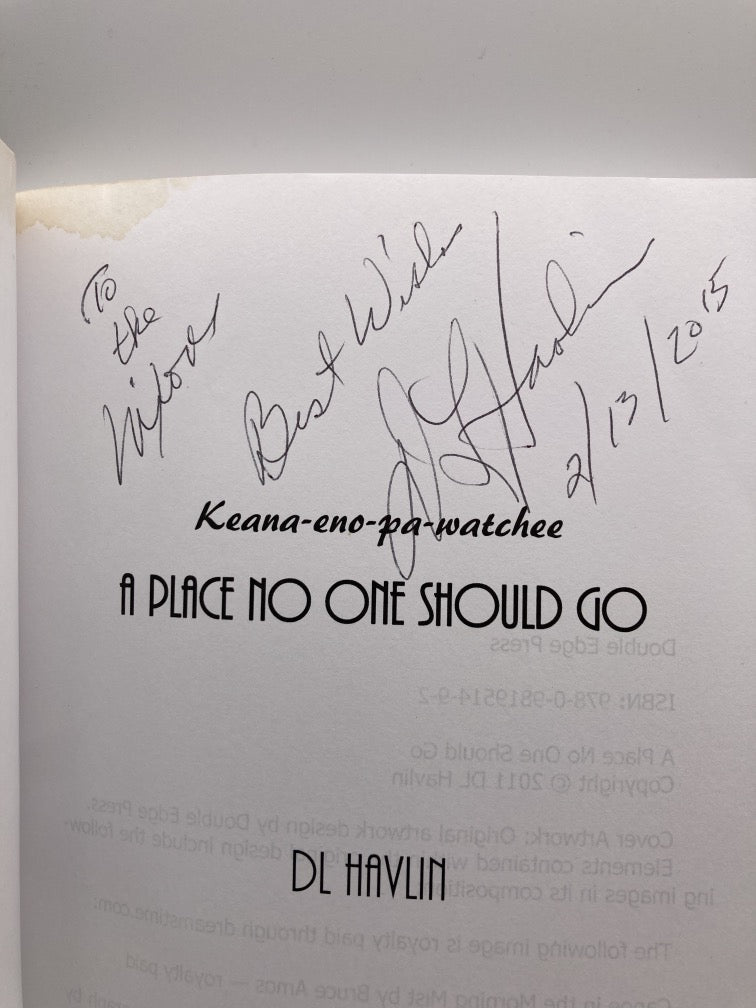 To
the
Best Wishes
DL Havlin
2/13/2015
Keana-eno-pa-watchee
A PLACE NO ONE SHOULD GO
Double Edge Press
ISBN: 978-0-9819514-9-2
A Place No One Should Go
Copyright © 2011 DL Havlin
Cover Artwork: Original artwork design by Double Edge Press.
Elements contained original design include the follow-
DL HAVLIN
ing images in its composition
The following image is royalty paid through dreamstime.com:
Canoe in the Morning Mist by Bruce Amos — royalty paid